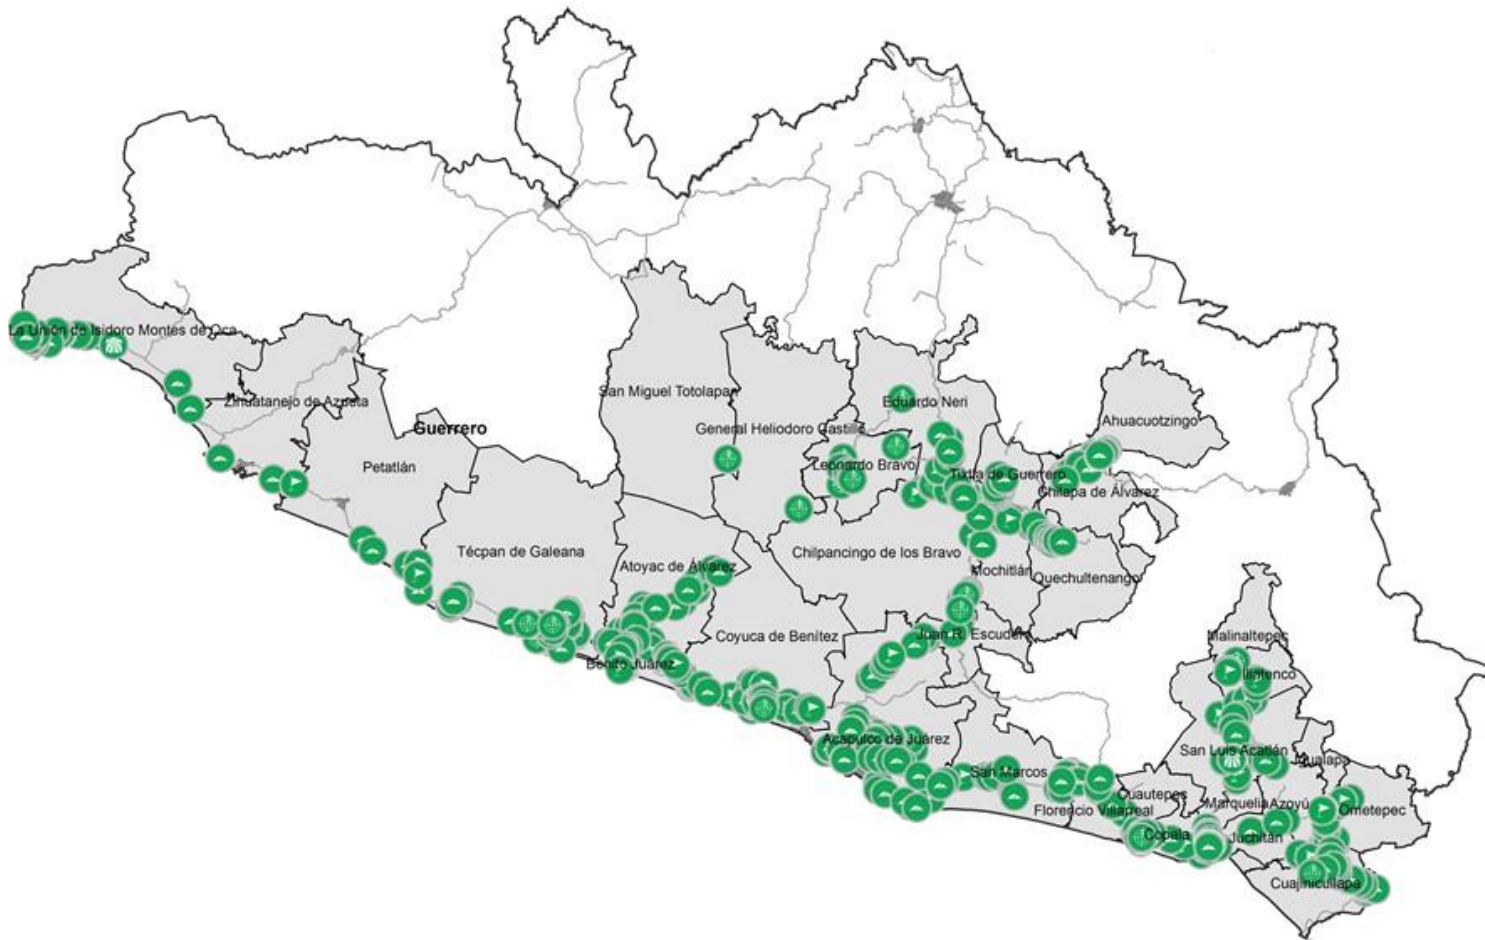 La Unión de Isidoro Montes de Oca
Zihuatanejo de Azueta
San Miguel Totolapan
Eduardo Neri
Ahuacuotzingo
Guerrero
General Heliodoro Castillo
Petatlán
Leonardo Bravo
Tixtla de Guerrero
Chilapa de Álvarez
Técpan de Galeana
Chilpancingo de los Bravo
Atoyac de Álvarez
Mochitlán
Quechultenango
Coyuca de Benítez
Juan R. Escudero
Malinaltepec
Benito Juárez
Iliatenco
Acapulco de Juárez
San Luis Acatlán
Igualapa
San Marcos
Cuautepec
Florencio Villarreal
Marquelia
Azoyú
Ometepec
Copala
Juchitán
Cuajinicuilapa